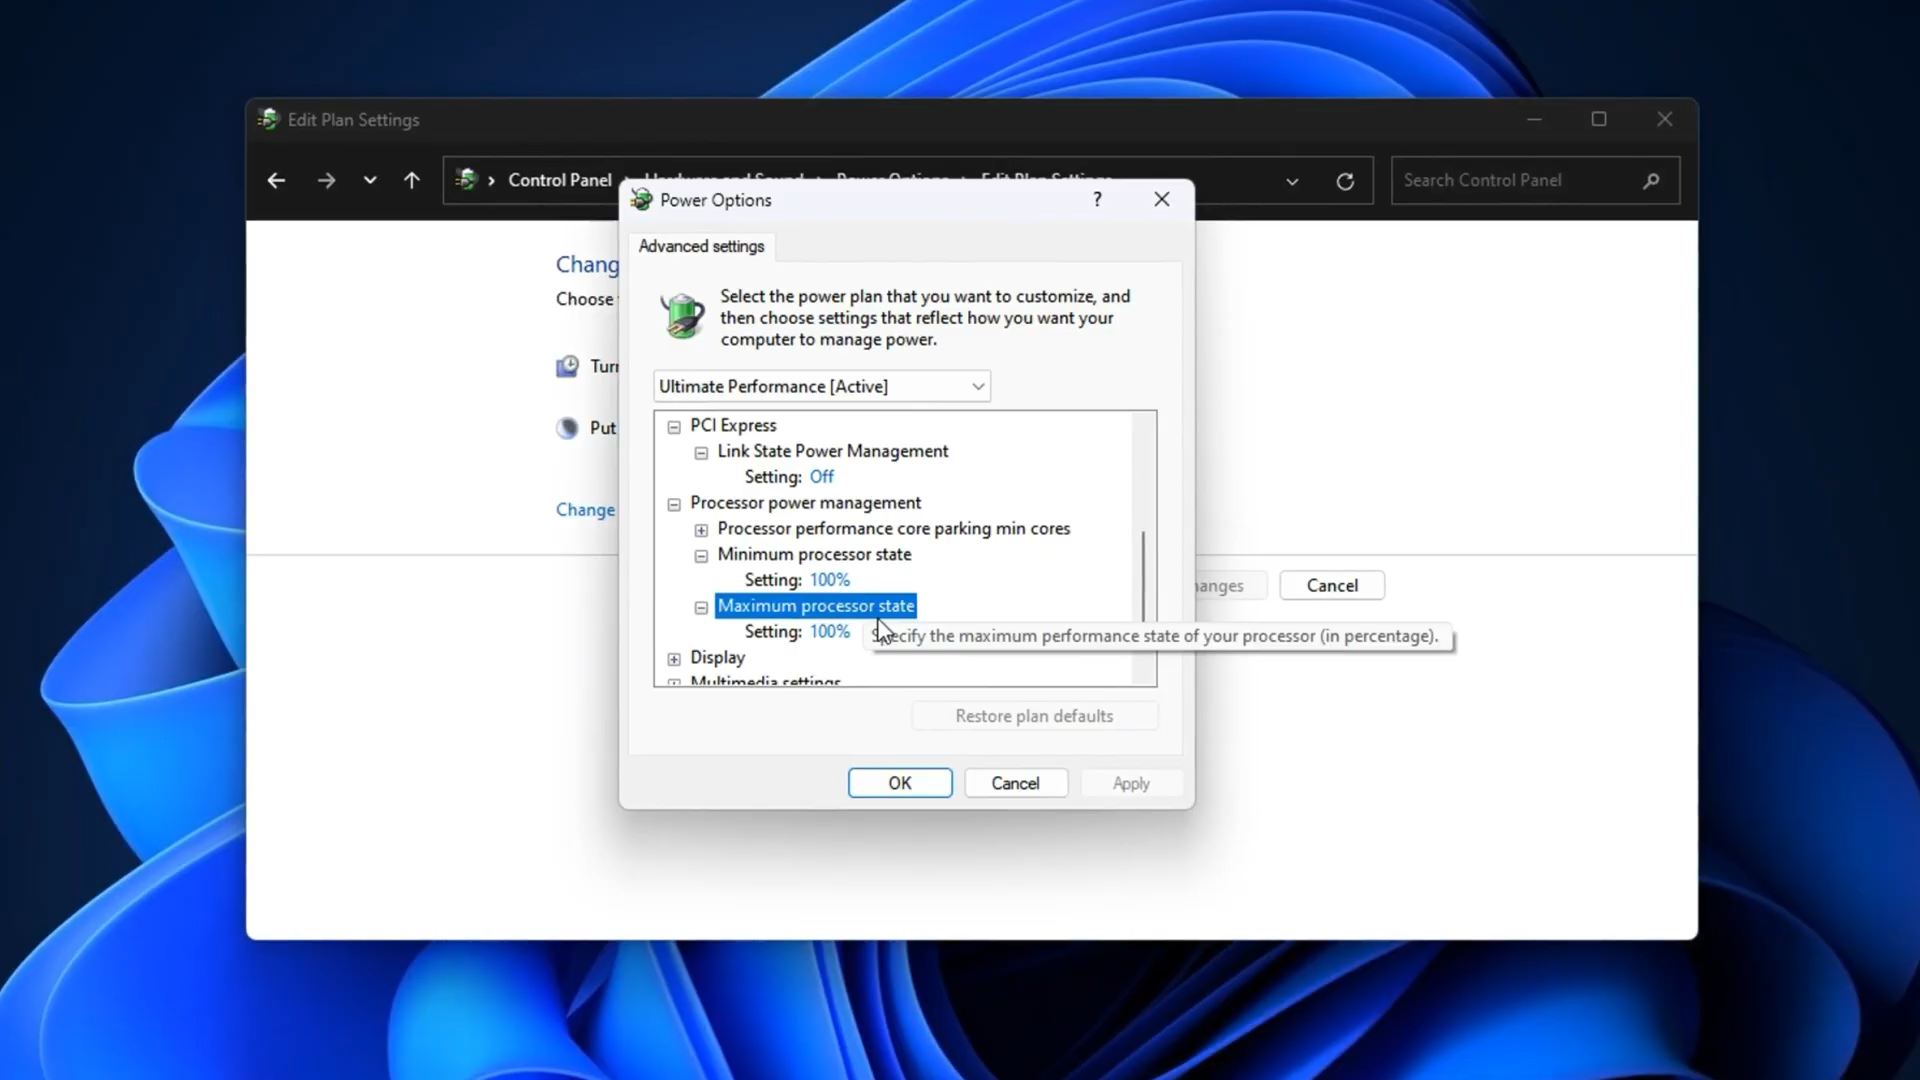 Edit Plan Settings
Control Panel Hardware and Sound Power Options Edit Plan Settings
Search Control Panel
Power Options
?
Advanced settings
Chang
Choose
Turn
Put
Change
Select the power plan that you want to customize, and
then choose settings that reflect how you want your
computer to manage power.
Ultimate Performance [Active]
PCI Express
Link State Power Management
Setting: Off
Processor power management
Processor performance core parking min cores
Minimum processor state
Setting: 100%
Maximum processor state
Setting: 100%
Specify the maximum performance state of your processor (in percentage).
Display
Multimedia settings
hanges
Cancel
Restore plan defaults
OK
Cancel
Apply